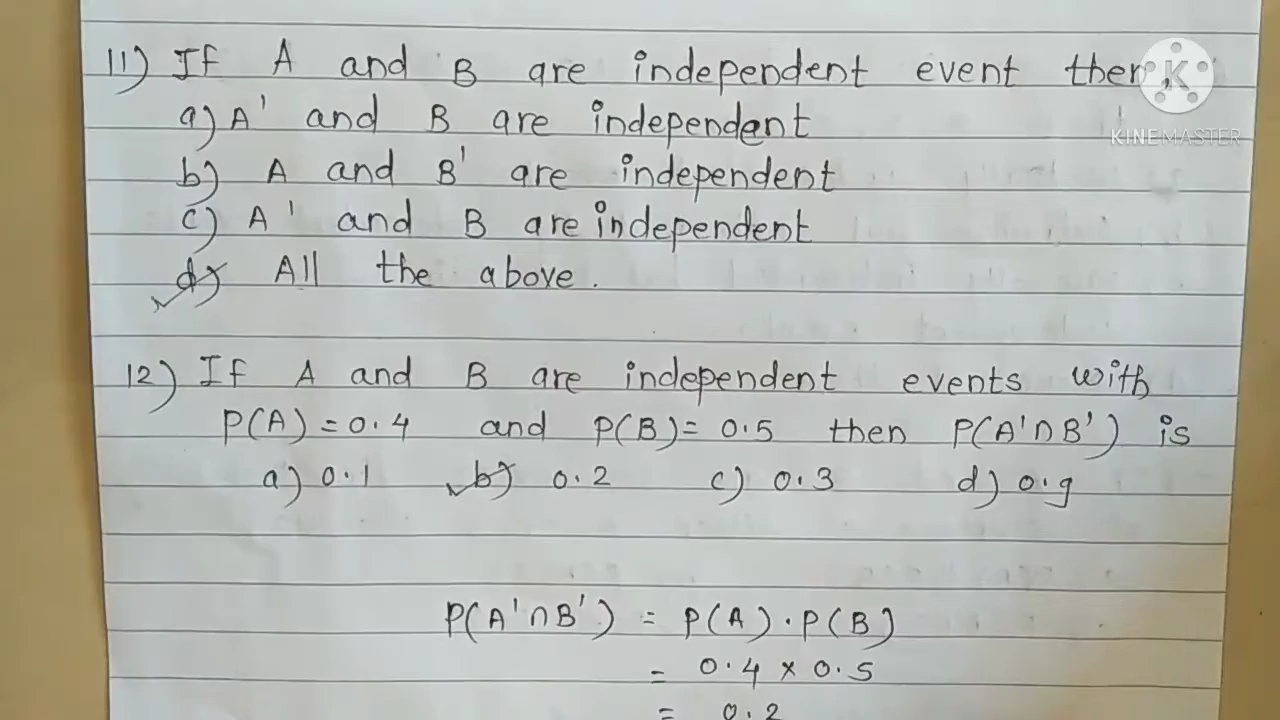 11) If A and B are independent event then,
a) A' and B are independent
b) A and B' are independent
c) A' and B are independent
d) All the above.
12) If A and B are independent events with
P(A) = 0.4 and P(B) = 0.5 then P(A'∩B') is
a) 0.1 b) 0.2 c) 0.3 d) 0.9
P(A'∩B') = P(A).P(B)
= 0.4 × 0.5
= 0.2
K
KINEMASTER